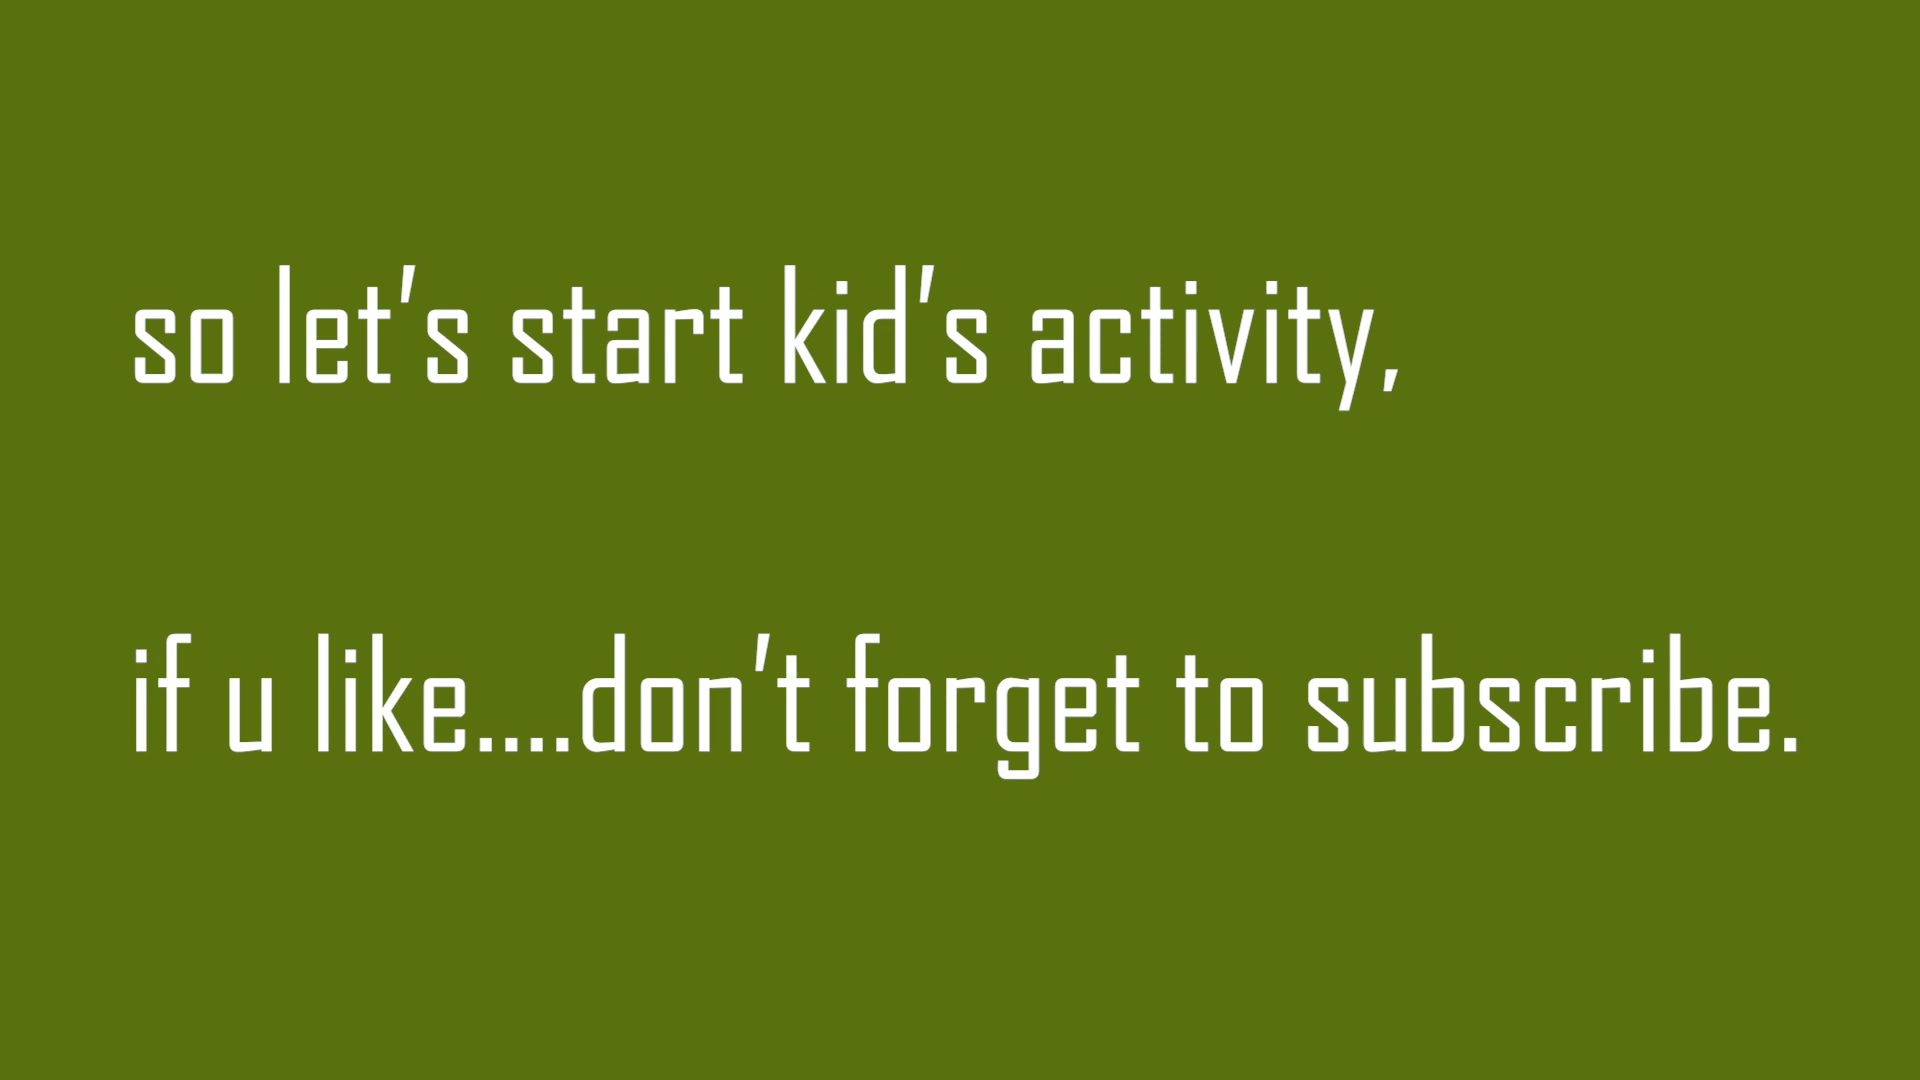 so let's start kid's activity,
if u like....don't forget to subscribe.